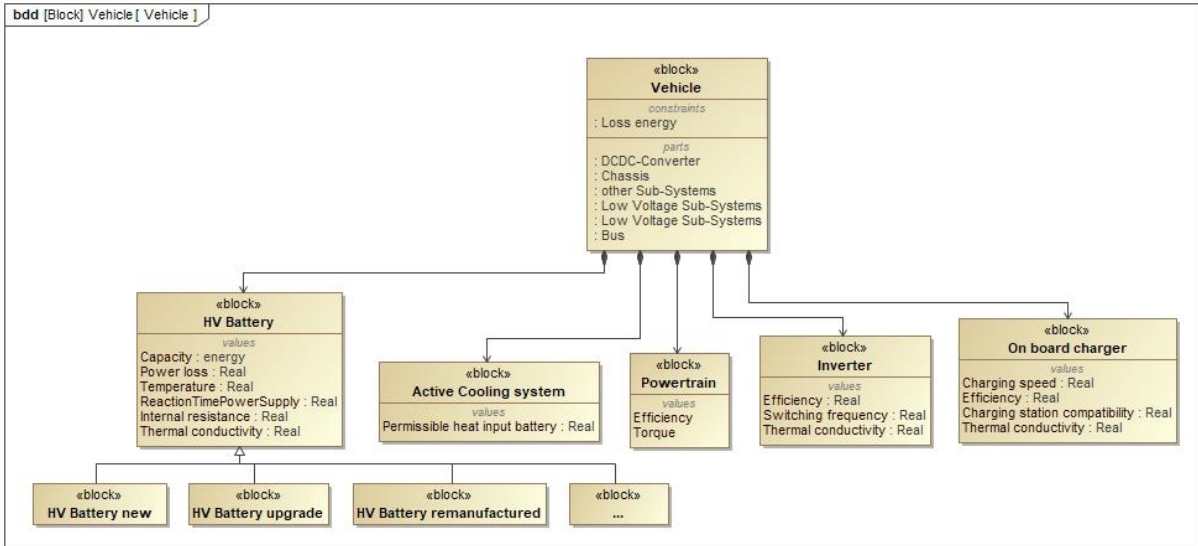 bdd [Block] Vehicle [ Vehicle ]
«block»
Vehicle
constraints
: Loss energy
parts
: DCDC-Converter
: Chassis
: other Sub-Systems
: Low Voltage Sub-Systems
: Low Voltage Sub-Systems
: Bus
«block»
HV Battery
values
Capacity : energy
Power loss : Real
Temperature : Real
ReactionTimePowerSupply : Real
Internal resistance : Real
Thermal conductivity : Real
«block»
Active Cooling system
values
Permissible heat input battery : Real
«block»
Powertrain
values
Efficiency
Torque
«block»
Inverter
values
Efficiency : Real
Switching frequency : Real
Thermal conductivity : Real
«block»
On board charger
values
Charging speed : Real
Efficiency : Real
Charging station compatibility : Real
Thermal conductivity : Real
«block»
HV Battery new
«block»
HV Battery upgrade
«block»
HV Battery remanufactured
«block»
...